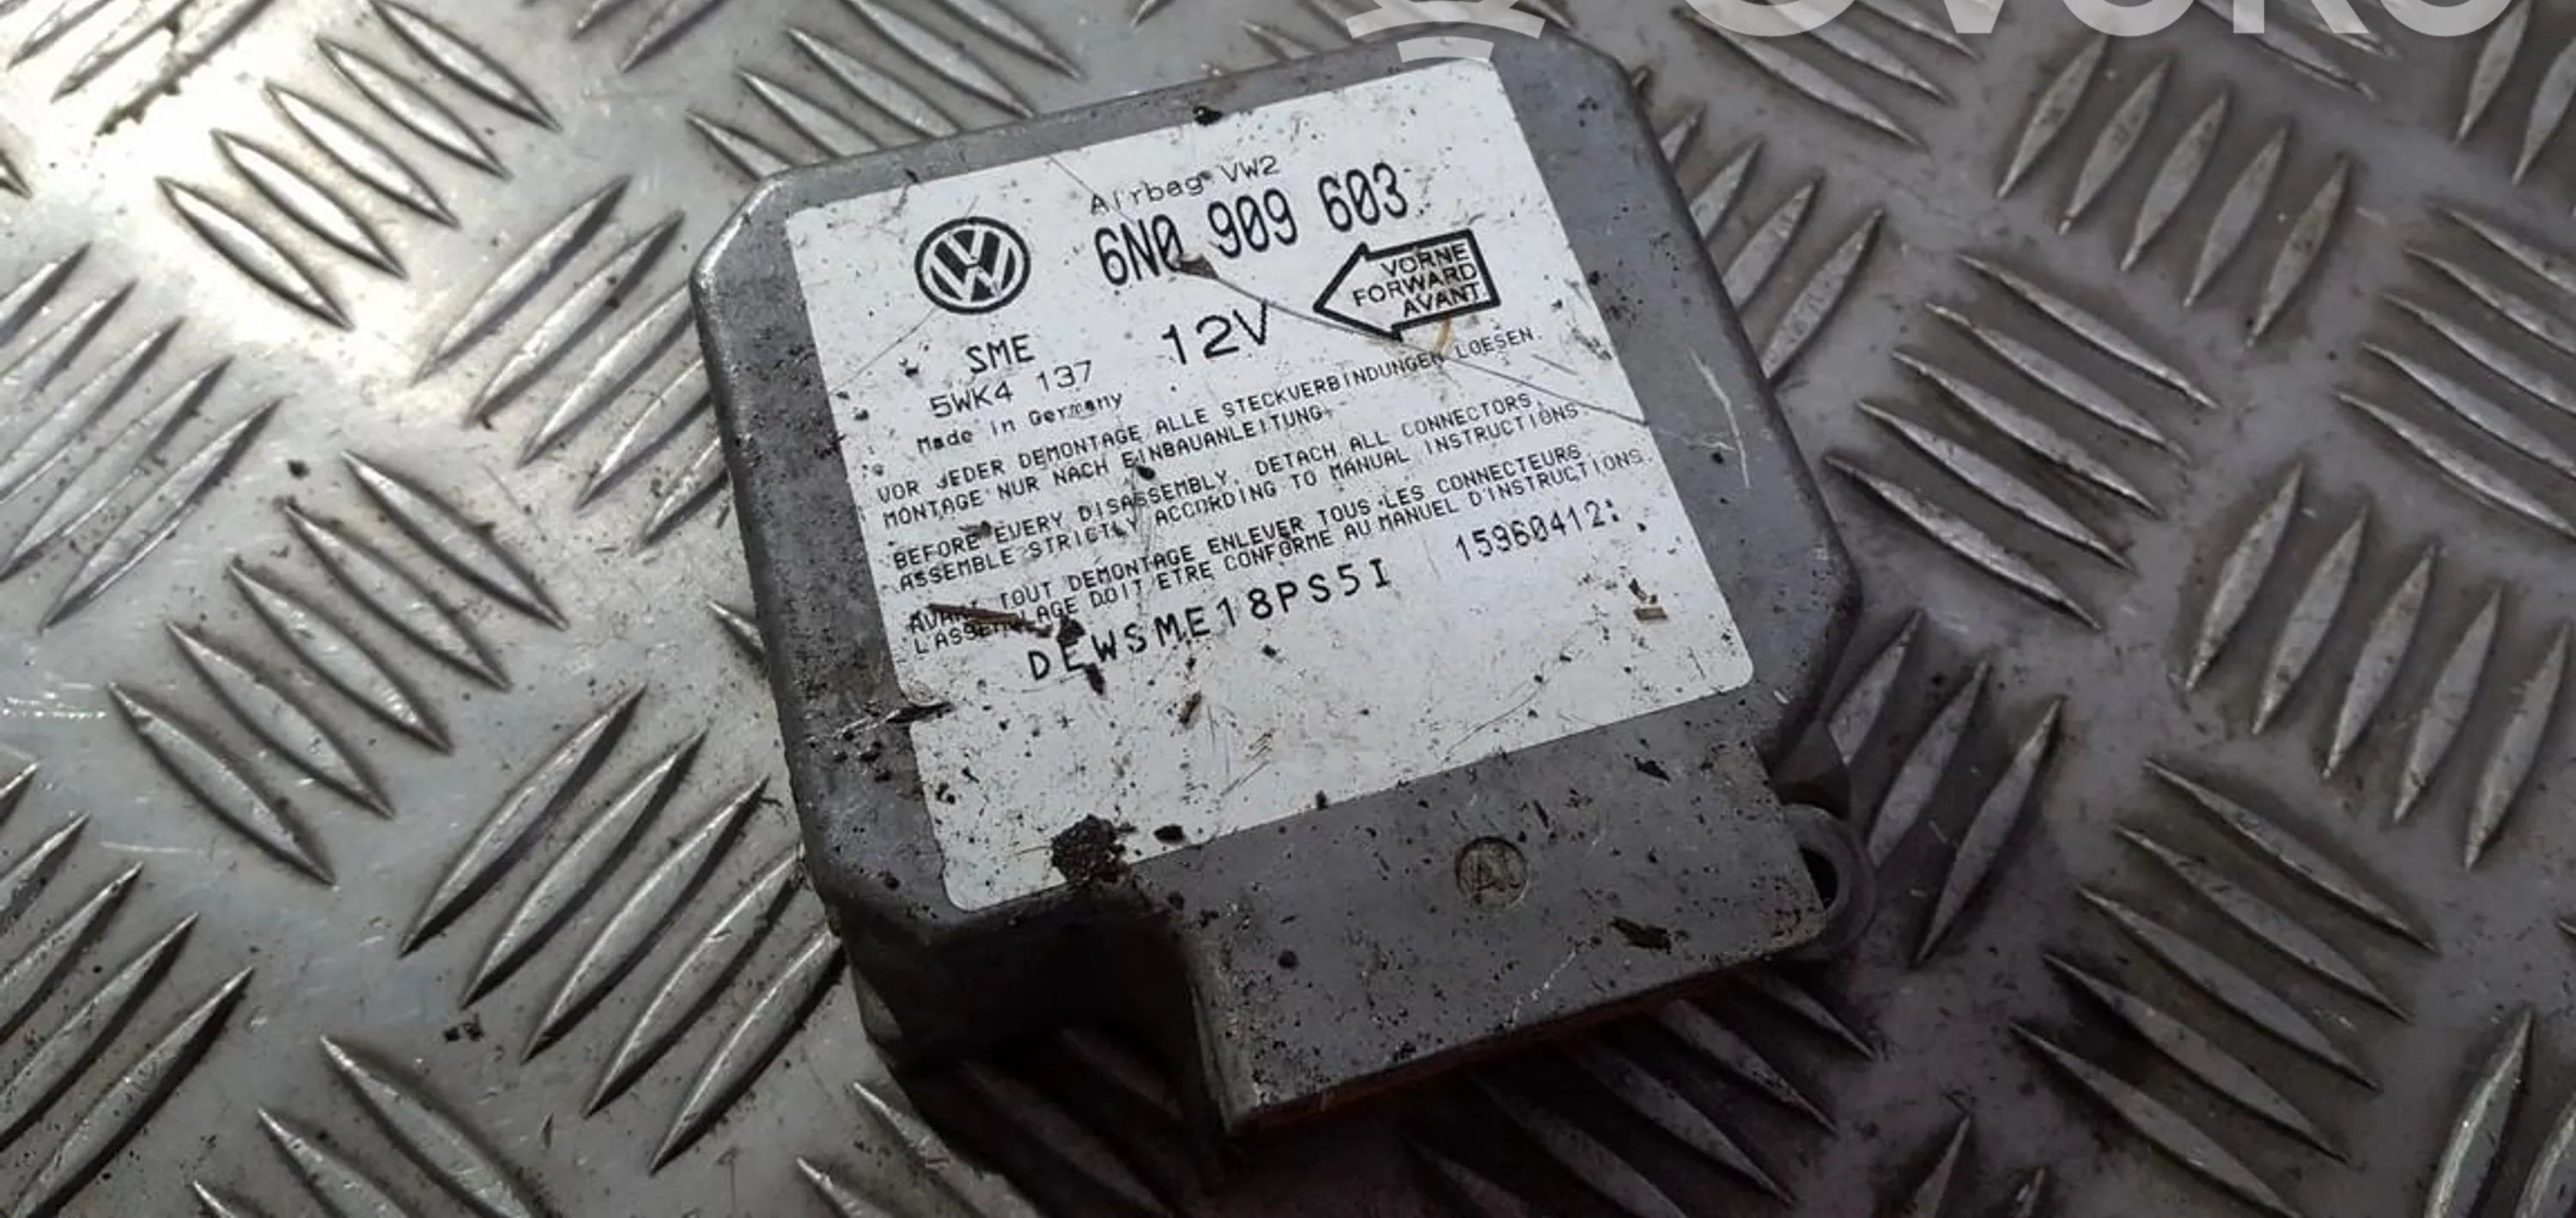 Airbag VW2
6N0 909 603
VORNE
FORWARD
AVANT
SME
12V
5WK4 137
Made in Germany
VOR JEDER DEMONTAGE ALLE STECKVERBINDUNGEN LOESEN.
MONTAGE NUR NACH EINBAUANLEITUNG.
BEFORE EVERY DISASSEMBLY, DETACH ALL CONNECTORS.
ASSEMBLE STRICTLY ACCORDING TO MANUAL INSTRUCTIONS.
AVANT TOUT DEMONTAGE ENLEVER TOUS LES CONNECTEURS.
L'ASSEMBLAGE DOIT ETRE CONFORME AU MANUEL D'INSTRUCTIONS.
DEWSME18PS5I
15960412